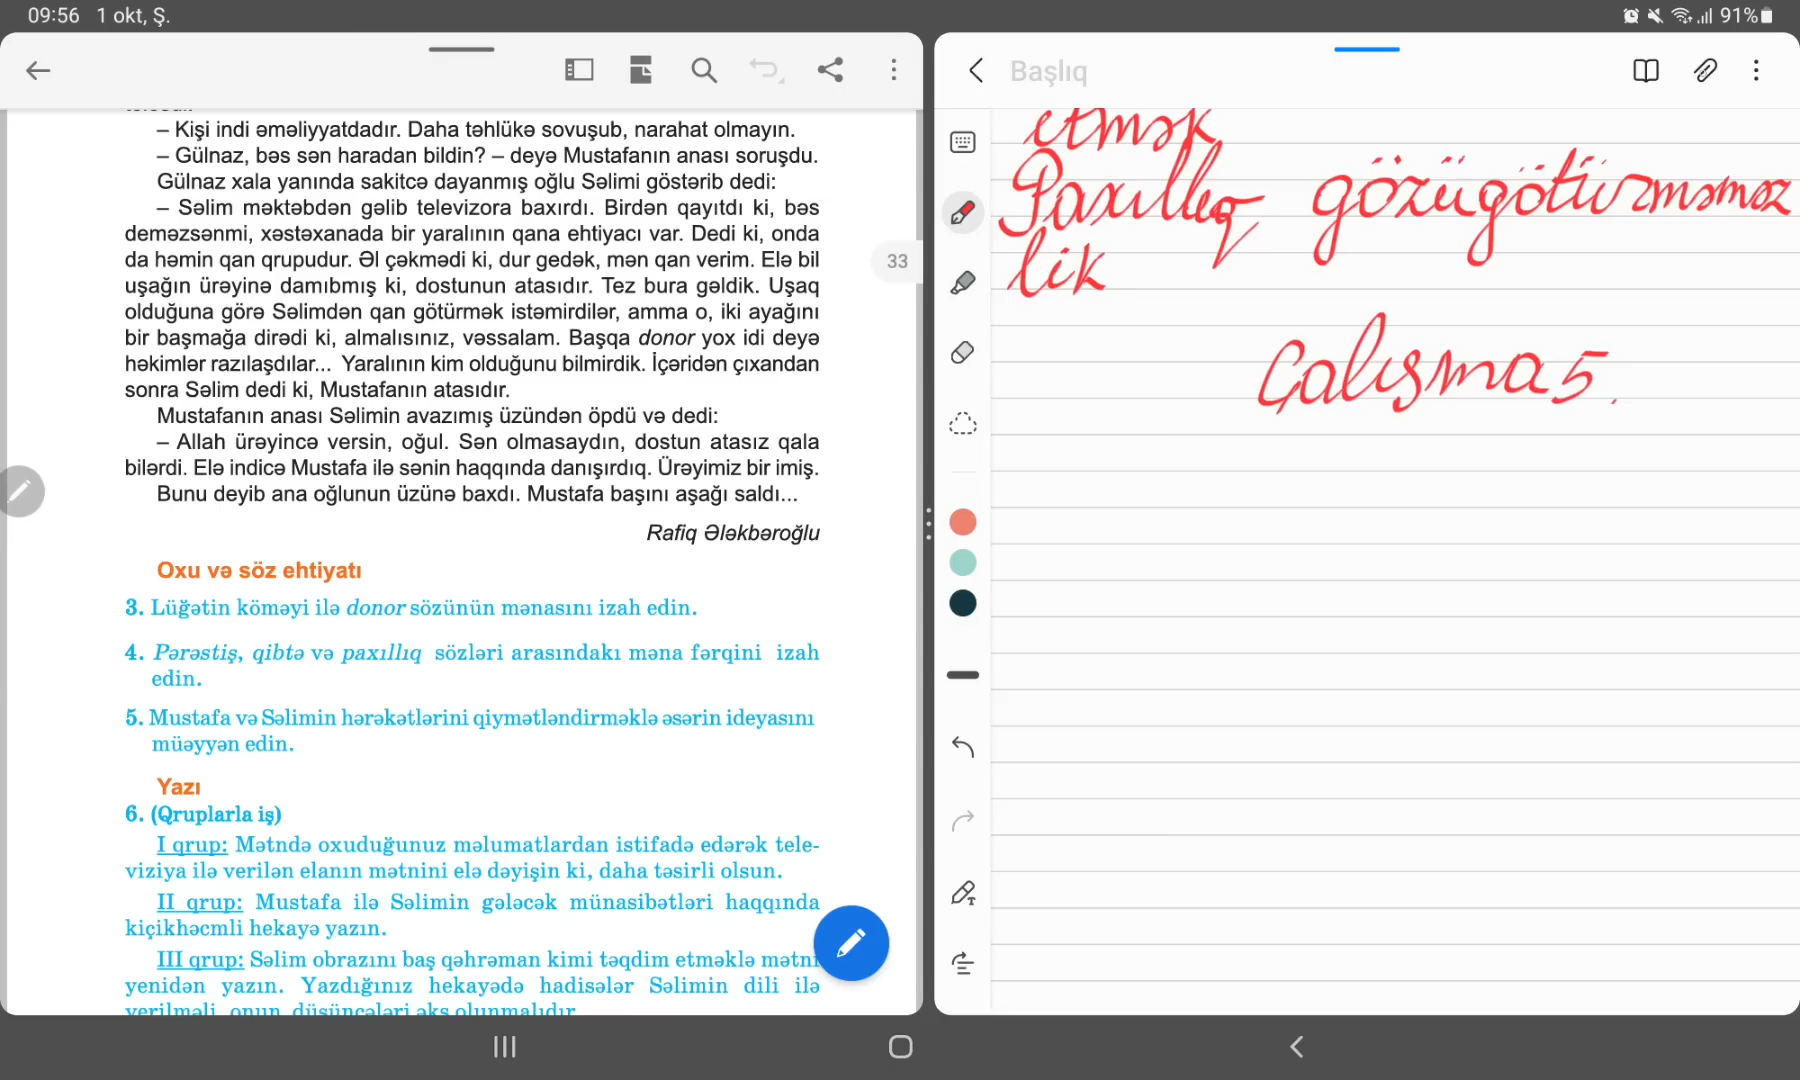 09:56 1 okt, Ş.
91%
– Kişi indi əməliyyatdadır. Daha təhlükə sovuşub, narahat olmayın.
– Gülnaz, bəs sən haradan bildin? – deyə Mustafanın anası soruşdu.
Gülnaz xala yanında sakitcə dayanmış oğlu Səlimi göstərib dedi:
– Səlim məktəbdən gəlib televizora baxırdı. Birdən qayıtdı ki, bəs
deməzsənmi, xəstəxanada bir yaralının qana ehtiyacı var. Dedi ki, onda
da həmin qan qrupudur. Əl çəkmədi ki, dur gedək, mən qan verim. Elə bil
uşağın ürəyinə damıbmış ki, dostunun atasıdır. Tez bura gəldik. Uşaq
olduğuna görə Səlimdən qan götürmək istəmirdilər, amma o, iki ayağını
bir başmağa dirədi ki, almalısınız, vəssalam. Başqa donor yox idi deyə
həkimlər razılaşdılar... Yaralının kim olduğunu bilmirdik. İçəridən çıxandan
sonra Səlim dedi ki, Mustafanın atasıdır.
Mustafanın anası Səlimin avazımış üzündən öpdü və dedi:
– Allah ürəyincə versin, oğul. Sən olmasaydın, dostun atasız qala
bilərdi. Elə indicə Mustafa ilə sənin haqqında danışırdıq. Ürəyimiz bir imiş.
Bunu deyib ana oğlunun üzünə baxdı. Mustafa başını aşağı saldı...
Rafiq Ələkbəroğlu
Oxu və söz ehtiyatı
3. Lüğətin köməyi ilə donor sözünün mənasını izah edin.
4. Pərəstiş, qibtə və paxıllıq sözləri arasındakı məna fərqini izah
edin.
5. Mustafa və Səlimin hərəkətlərini qiymətləndirməklə əsərin ideyasını
müəyyən edin.
Yazı
6. (Qruplarla iş)
I qrup: Mətndə oxuduğunuz məlumatlardan istifadə edərək tele-
viziya ilə verilən elanın mətnini elə dəyişin ki, daha təsirli olsun.
II qrup: Mustafa ilə Səlimin gələcək münasibətləri haqqında
kiçikhəcmli hekayə yazın.
III qrup: Səlim obrazını baş qəhrəman kimi təqdim etməklə mətni
yenidən yazın. Yazdığınız hekayədə hadisələr Səlimin dili ilə
verilməli, onun düşüncələri əks olunmalıdır
33
Başlıq
etmək
Paxıllıq gözügötürməməz
lik
Çalışma 5.